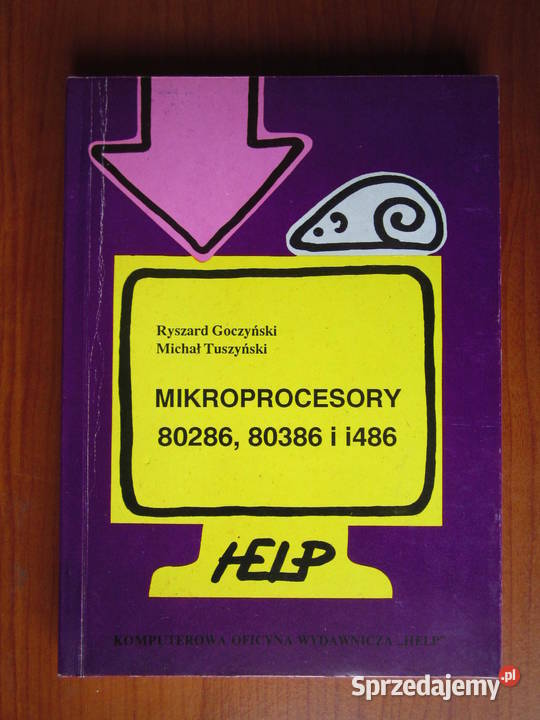 Ryszard Goczyński
Michał Tuszyński
MIKROPROCESORY
80286, 80386 i i486
HELP
KOMPUTEROWA OFICYNA WYDAWNICZA „HELP"
Sprzedajemy.pl